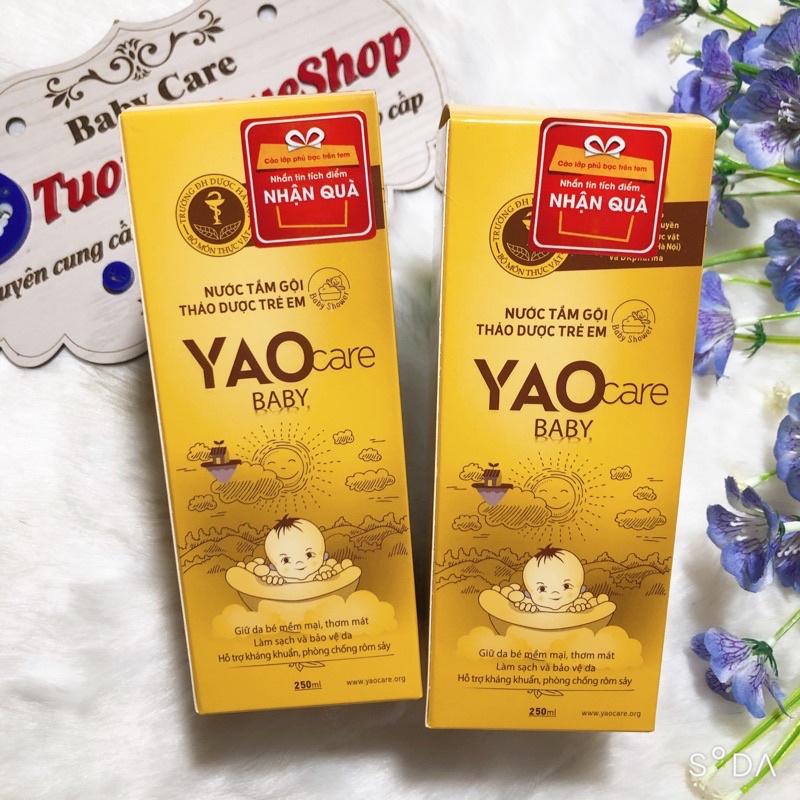 Baby Care
Shop
cấp
cung cấ
TRƯỜNG ĐH DƯỢC HÀ
BỘ MÔN THỰC VẬT
Cào lớp phủ bạc trên tem
Nhắn tin tích điểm
NHẬN QUÀ
NƯỚC TẮM GỘI
THẢO DƯỢC TRẺ EM
Baby Shower
YAOcare
BABY
Giữ da bé mềm mại, thơm mát
Làm sạch và bảo vệ da
Hỗ trợ kháng khuẩn, phòng chống rôm sảy
250ml
www.yaocare.org
TRƯỜNG ĐH DƯỢC
BỘ MÔN THỰC VẬT
Cào lớp phủ bạc trên tem
Nhắn tin tích điểm
NHẬN QUÀ
và DKpharma
NƯỚC TẮM GỘI
THẢO DƯỢC TRẺ EM
Baby Shower
YAOcare
BABY
Giữ da bé mềm mại, thơm mát
Làm sạch và bảo vệ da
Hỗ trợ kháng khuẩn, phòng chống rôm sảy
250ml
www.yaocare.org
SODA